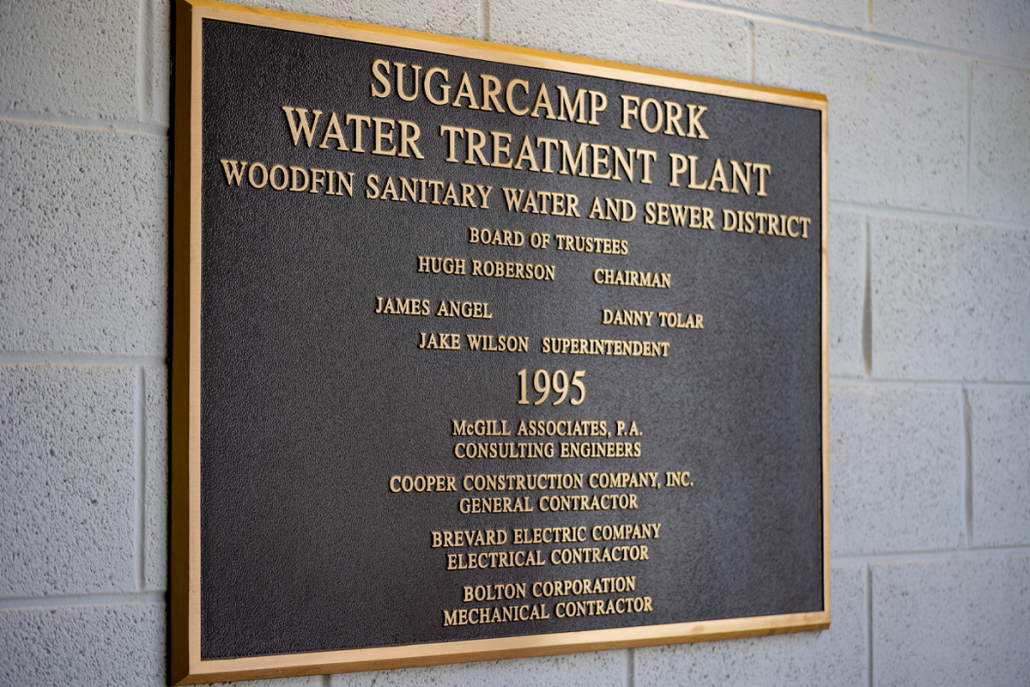 SUGARCAMP FORK
WATER TREATMENT PLANT
WOODFIN SANITARY WATER AND SEWER DISTRICT
BOARD OF TRUSTEES
HUGH ROBERSON CHAIRMAN
JAMES ANGEL DANNY TOLAR
JAKE WILSON SUPERINTENDENT
1995
McGILL ASSOCIATES, P.A.
CONSULTING ENGINEERS
COOPER CONSTRUCTION COMPANY, INC.
GENERAL CONTRACTOR
BREVARD ELECTRIC COMPANY
ELECTRICAL CONTRACTOR
BOLTON CORPORATION
MECHANICAL CONTRACTOR